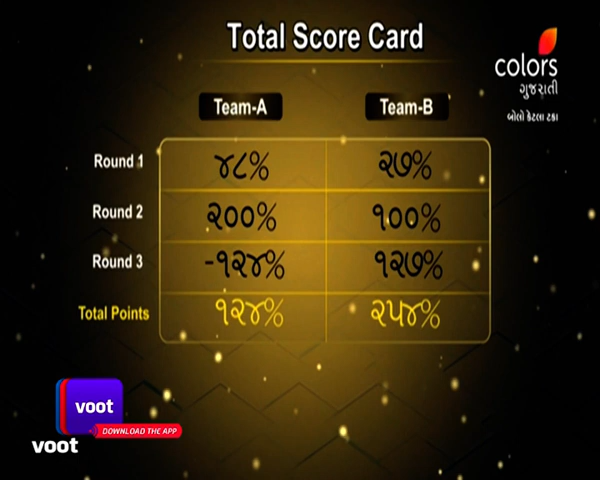 Total Score Card
colors
ગુજરાતી
બોલો કેટલા ટકા
Team-A Team-B
Round 1 ૪૮% ૨૭%
Round 2 ૨૦૦% ૧૦૦%
Round 3 -૧૨૪% ૧૨૭%
Total Points ૧૨૪% ૨૫૪%
voot
DOWNLOAD THE APP
voot